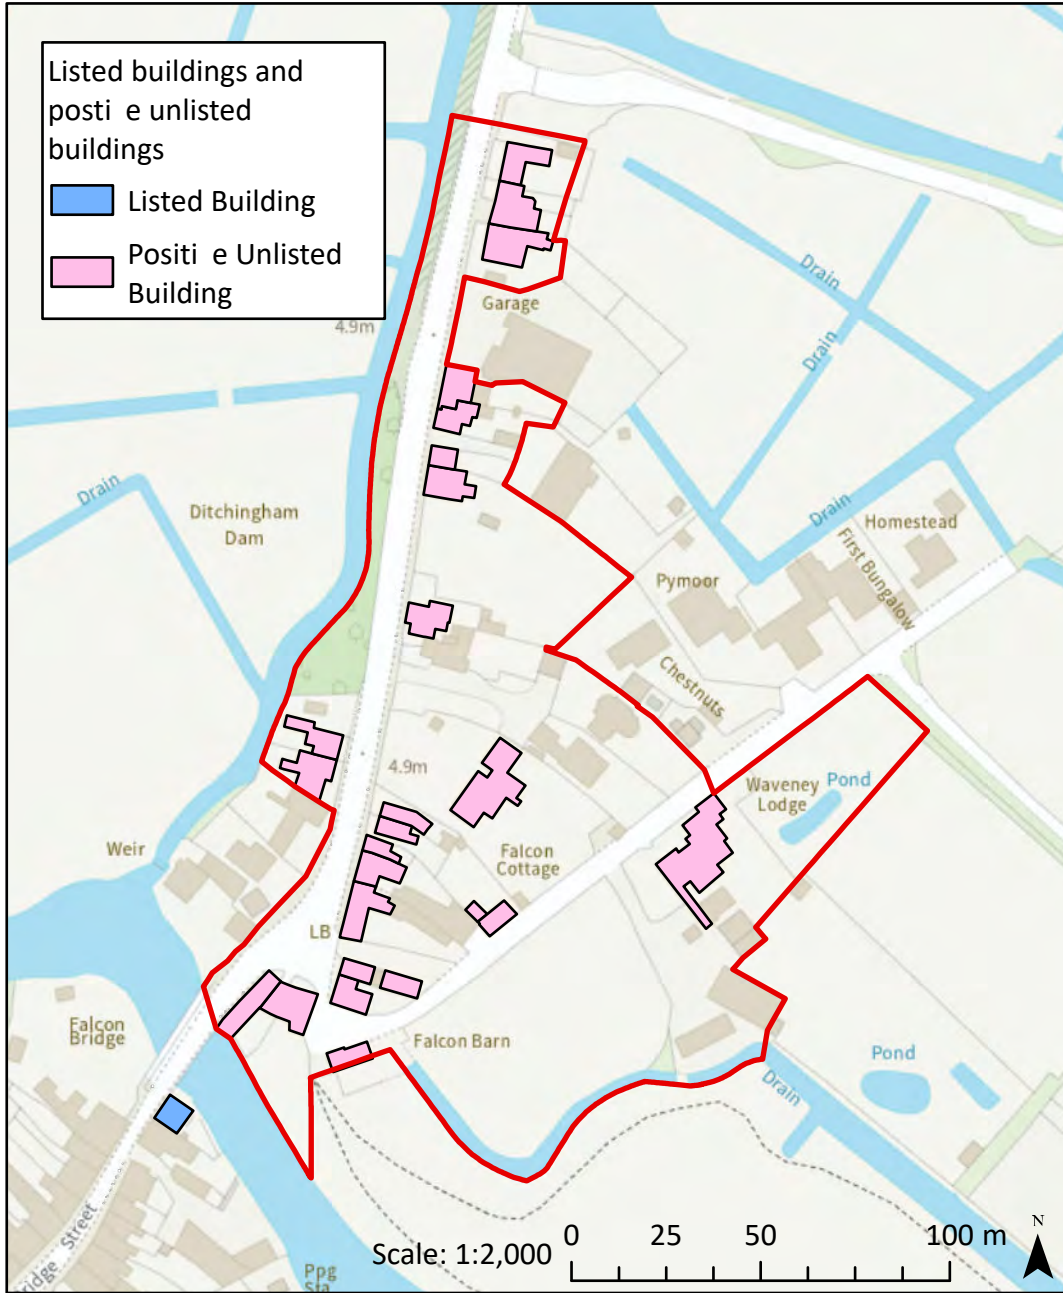 Listed buildings and
posti e unlisted
buildings
Listed Building
Positi e Unlisted
Building
4.9m
Garage
Drain
Drain
Drain
Drain
Ditchingham
Dam
Homestead
First Bungalow
Pymoor
Chestnuts
4.9m
Waveney
Lodge
Pond
Weir
Falcon
Cottage
LB
Falcon
Bridge
Falcon Barn
Pond
Drain
Street
Ppg
Sta
Scale: 1:2,000
0 25 50 100 m
N